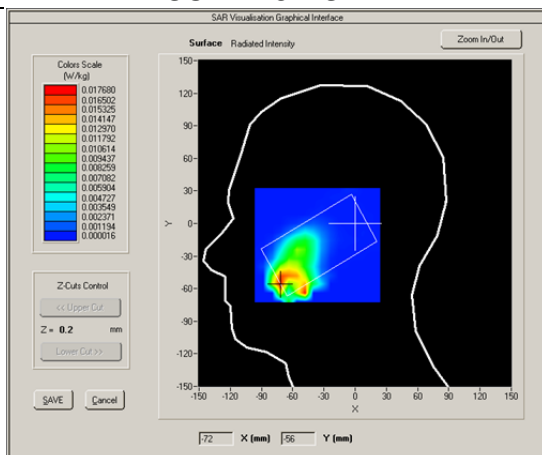 SAR Visualisation Graphical Interface
Surface Radiated Intensity
Zoom In/Out
Colors Scale
(W/kg)
0.017680
0.016502
0.015325
0.014147
0.012970
0.011792
0.010614
0.009437
0.008259
0.007082
0.005904
0.004727
0.003549
0.002371
0.001194
0.000016
Z-Cuts Control
<< Upper Cut
Z = 0.2 mm
Lower Cut >>
SAVE Cancel
150
120
90
60
30
0
-30
-60
-90
-120
-150
Y
-150 -120 -90 -60 -30 0 30 60 90 120 150
X
-72 X (mm) -56 Y (mm)